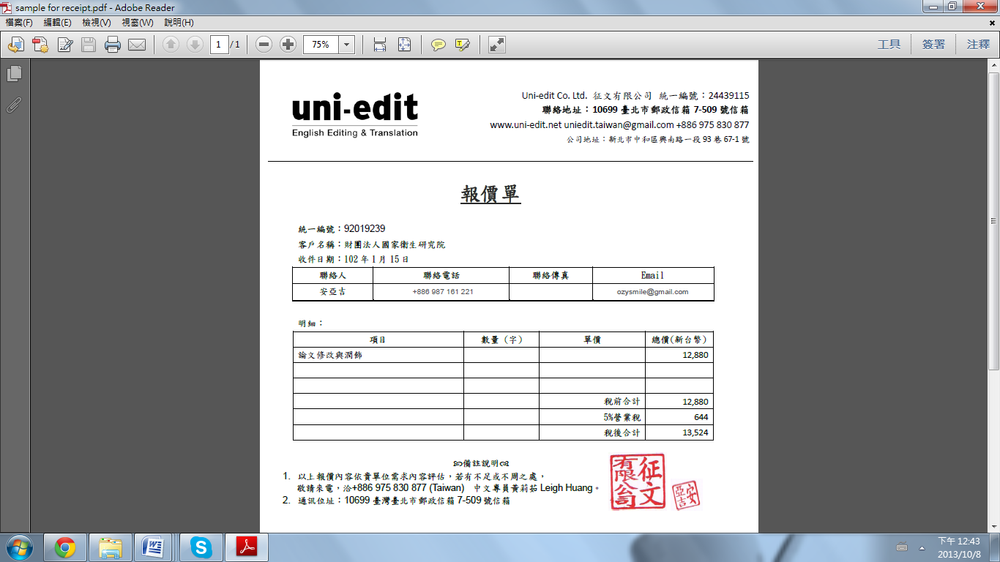 sample for receipt.pdf - Adobe Reader
檔案(F) 編輯(E) 檢視(V) 視窗(W) 說明(H)
1 / 1 75% 工具 簽署 注釋
uni-edit
English Editing & Translation
Uni-edit Co. Ltd. 征文有限公司 統一編號：24439115
聯絡地址：10699 臺北市郵政信箱 7-509 號信箱
www.uni-edit.net uniedit.taiwan@gmail.com +886 975 830 877
公司地址：新北市中和區興南路一段 93 巷 67-1 號
報價單
統一編號：92019239
客戶名稱：財團法人國家衛生研究院
收件日期：102 年 1 月 15 日
聯絡人 聯絡電話 聯絡傳真 Email
安亞吉 +886 987 161 221 ozysmile@gmail.com
明細：
項目 數量（字） 單價 總價(新台幣)
論文修改與潤飾 12,880
稅前合計 12,880
5%營業稅 644
稅後合計 13,524
備註說明
1. 以上報價內容依貴單位需求內容評估，若有不足或不周之處，
敬請來電，洽+886 975 830 877 (Taiwan) 中文專員黃莉茹 Leigh Huang。
2. 通訊位址：10699 臺灣臺北市郵政信箱 7-509 號信箱
征文有限公司
安亞吉
下午 12:43
2013/10/8